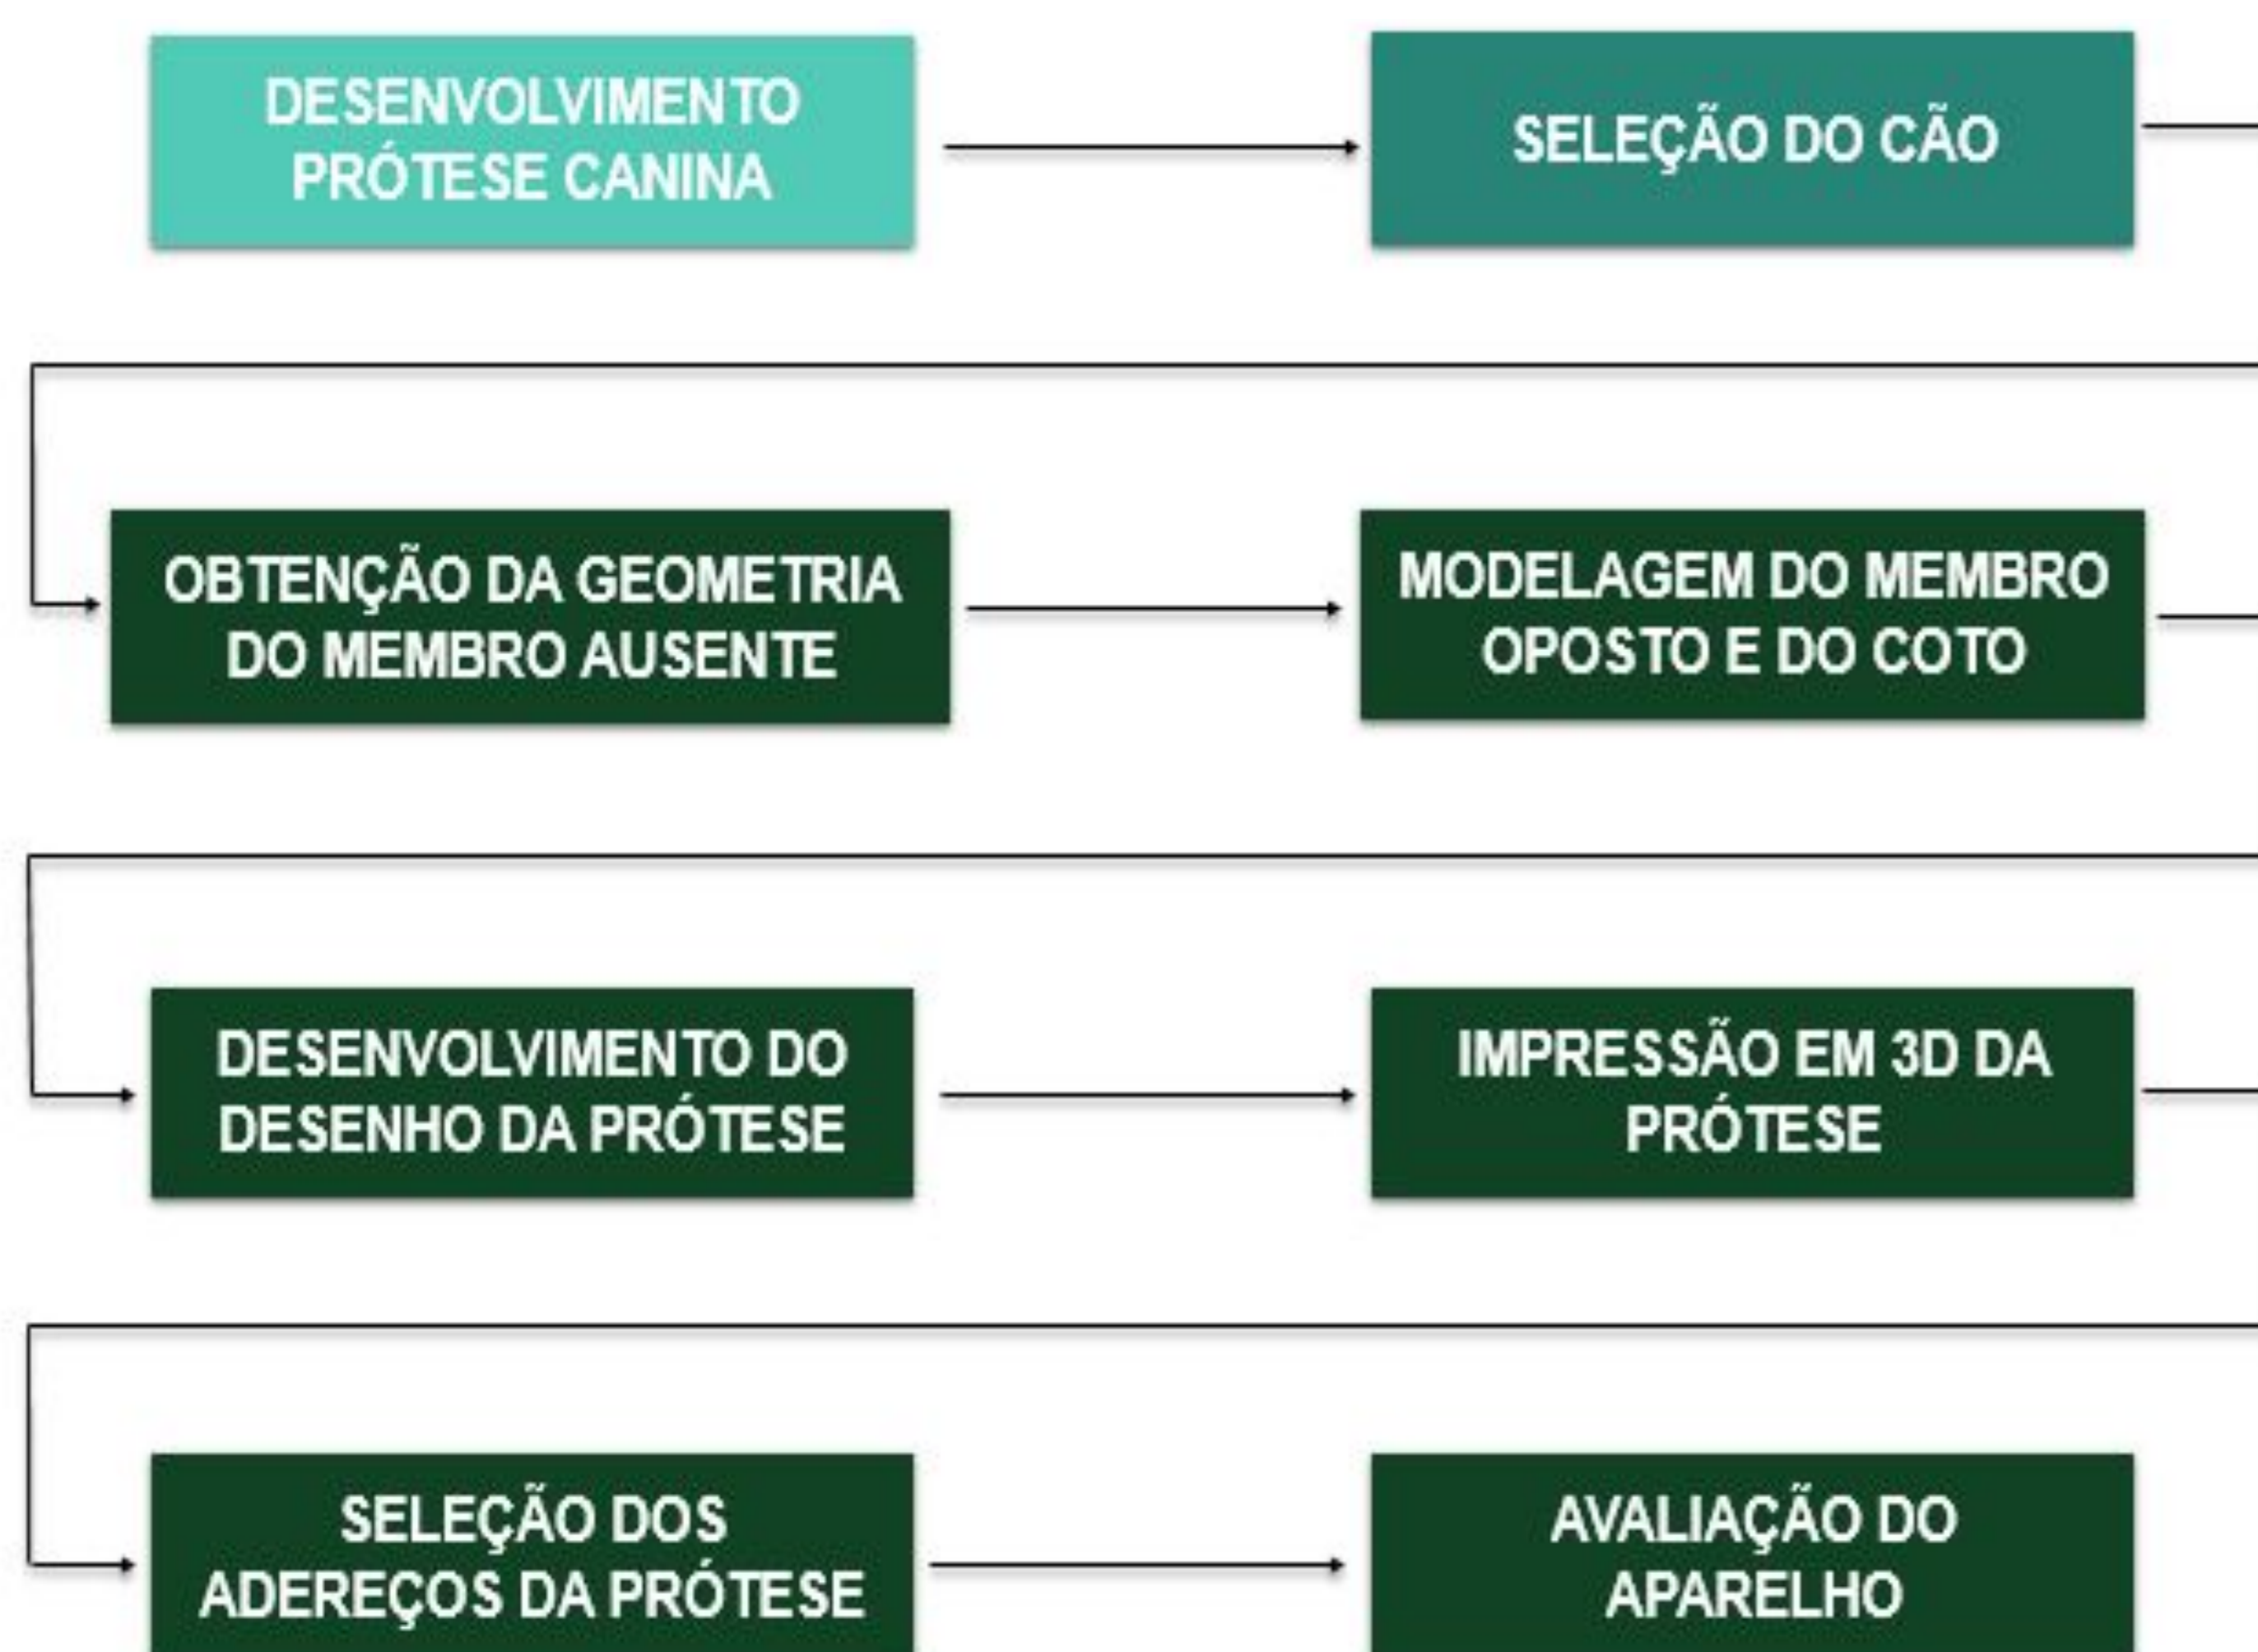 DESENVOLVIMENTO
PRÓTESE CANINA
SELEÇÃO DO CÃO
OBTENÇÃO DA GEOMETRIA
DO MEMBRO AUSENTE
MODELAGEM DO MEMBRO
OPOSTO E DO COTO
DESENVOLVIMENTO DO
DESENHO DA PRÓTESE
IMPRESSÃO EM 3D DA
PRÓTESE
SELEÇÃO DOS
ADEREÇOS DA PRÓTESE
AVALIAÇÃO DO
APARELHO